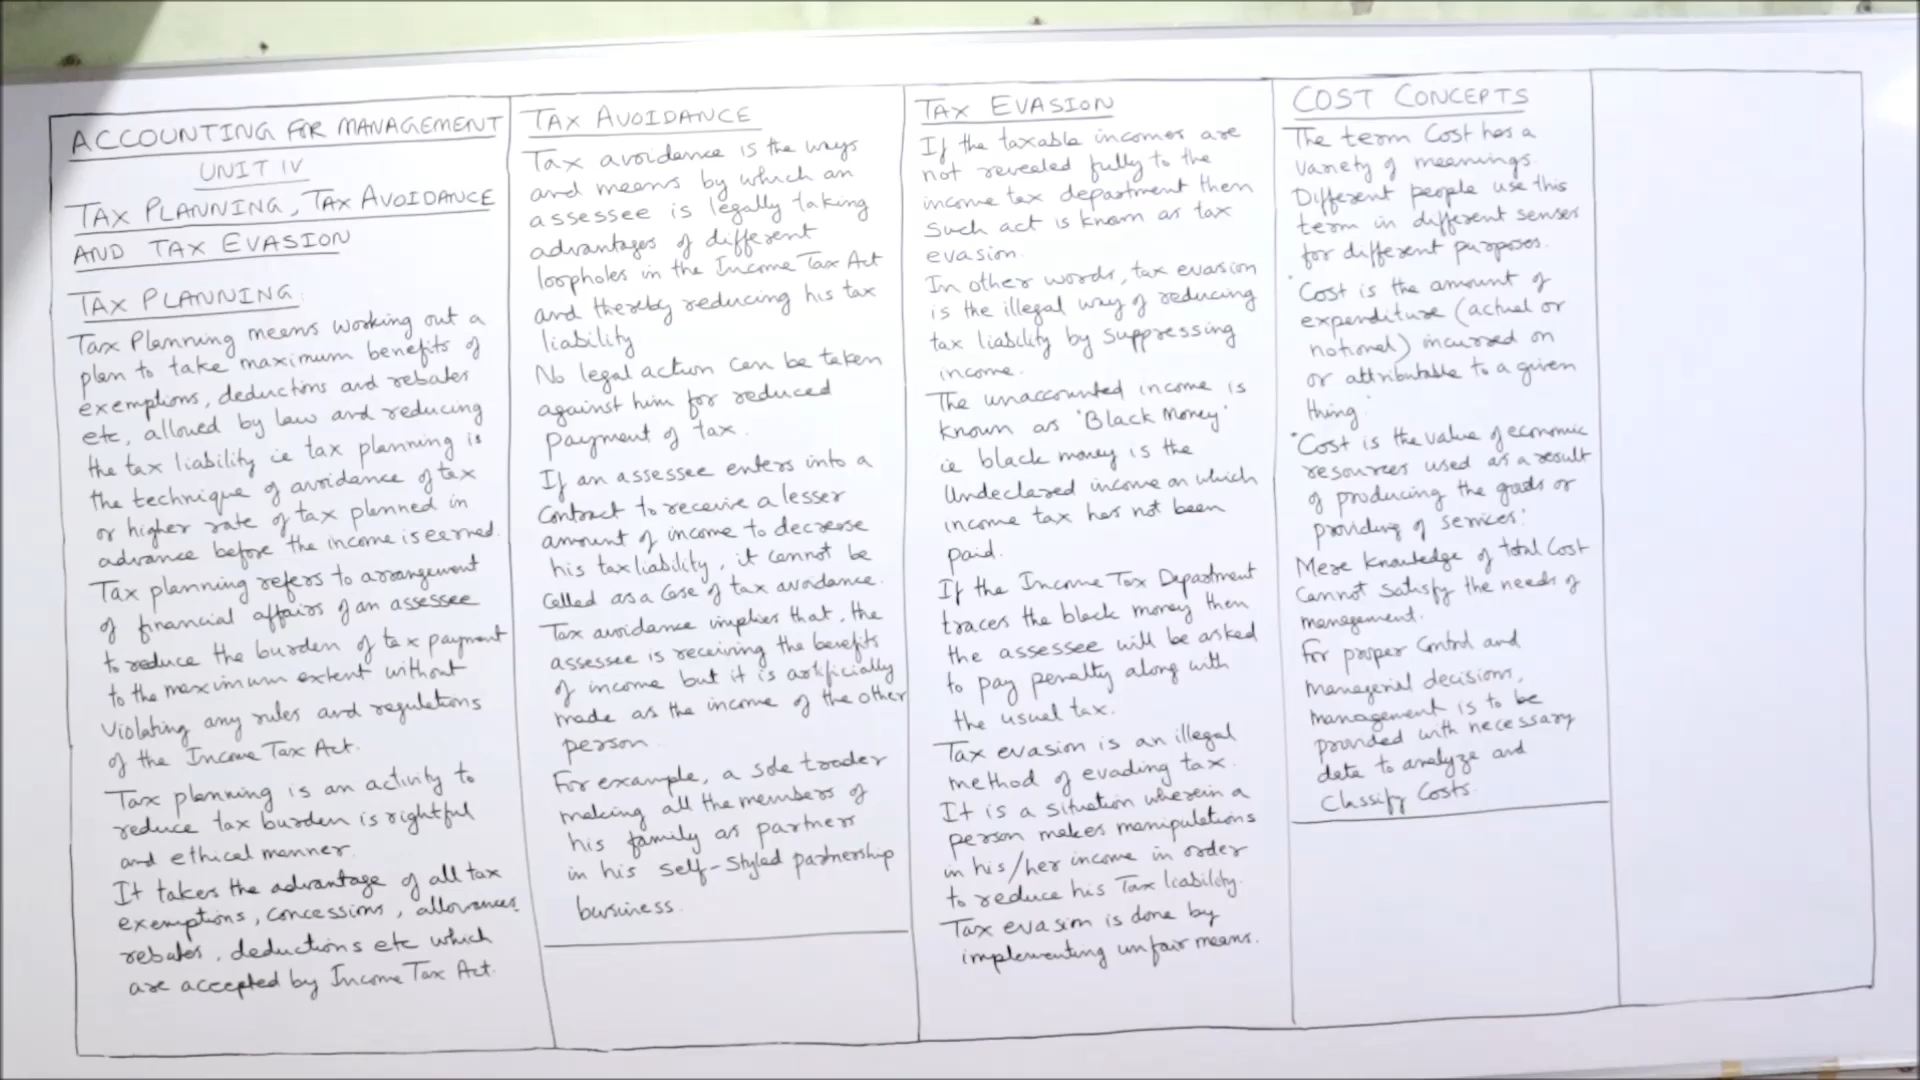 ACCOUNTING FOR MANAGEMENT
UNIT IV
TAX PLANNING, TAX AVOIDANCE
AND TAX EVASION
TAX PLANNING:
Tax Planning means working out a
plan to take maximum benefits of
exemptions, deductions and rebates
etc, allowed by law and reducing
the tax liability ie tax planning is
the technique of avoidance of tax
or higher rate of tax planned in
advance before the income is earned.
Tax planning refers to arrangement
of financial affairs of an assessee
to reduce the burden of tax payment
to the maximum extent without
violating any rules and regulations
of the Income Tax Act.
Tax planning is an activity to
reduce tax burden is rightful
and ethical manner.
It takes the advantage of all tax
exemptions, concessions, allowances,
rebates, deductions etc which
are accepted by Income Tax Act.
TAX AVOIDANCE
Tax avoidance is the ways
and means by which an
assessee is legally taking
advantages of different
loopholes in the Income Tax Act
and thereby reducing his tax
liability
No legal action can be taken
against him for reduced
payment of tax.
If an assessee enters into a
contract to receive a lesser
amount of income to decrease
his tax liability, it cannot be
called as a case of tax avoidance.
Tax avoidance implies that, the
assessee is receiving the benefits
of income but it is artificially
made as the income of the other
person.
For example, a sole trader
making all the members of
his family as partners
in his self-styled partnership
business.
TAX EVASION
If the taxable incomes are
not revealed fully to the
income tax department then
such act is known as tax
evasion.
In other words, tax evasion
is the illegal way of reducing
tax liability by suppressing
income.
The unaccounted income is
known as 'Black Money'
ie black money is the
undeclared income on which
income tax has not been
paid.
If the Income Tax Department
traces the black money then
the assessee will be asked
to pay penalty along with
the usual tax.
Tax evasion is an illegal
method of evading tax.
It is a situation wherein a
person makes manipulations
in his/her income in order
to reduce his Tax liability.
Tax evasion is done by
implementing unfair means.
COST CONCEPTS
The term Cost has a
variety of meanings.
Different people use this
term in different senses
for different purposes.
'Cost is the amount of
expenditure (actual or
notional) incurred on
or attributable to a given
thing'
'Cost is the value of economic
resources used as a result
of producing the goods or
providing of services'
Mere knowledge of total cost
cannot satisfy the needs of
management.
For proper control and
managerial decisions,
management is to be
provided with necessary
data to analyze and
classify costs.